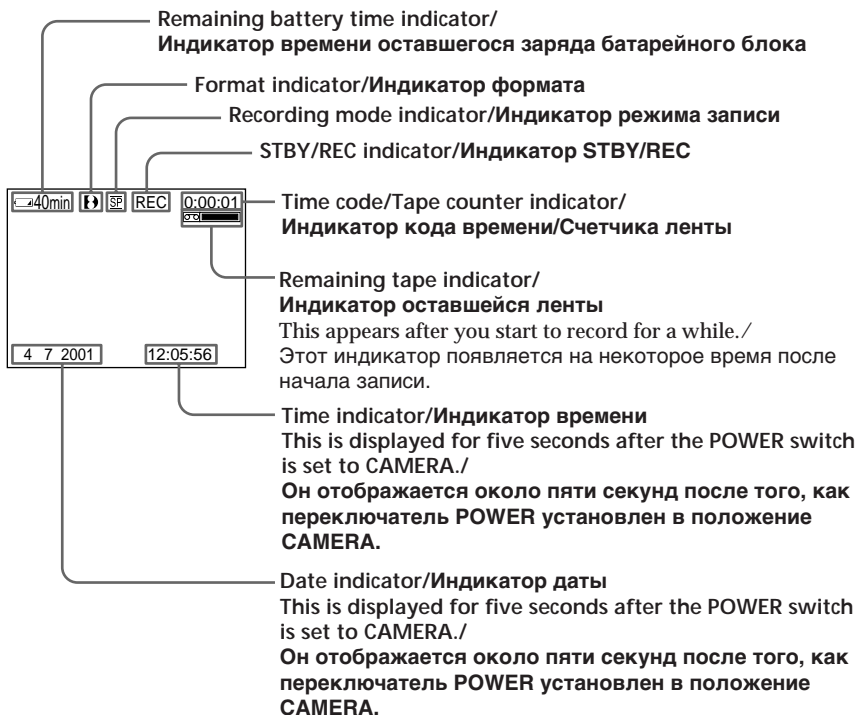 Remaining battery time indicator/
Индикатор времени оставшегося заряда батарейного блока
Format indicator/Индикатор формата
Recording mode indicator/Индикатор режима записи
STBY/REC indicator/Индикатор STBY/REC
40min SP REC 0:00:01
Time code/Tape counter indicator/
Индикатор кода времени/Счетчика ленты
Remaining tape indicator/
Индикатор оставшейся ленты
This appears after you start to record for a while./
Этот индикатор появляется на некоторое время после
начала записи.
4 7 2001 12:05:56
Time indicator/Индикатор времени
This is displayed for five seconds after the POWER switch
is set to CAMERA./
Он отображается около пяти секунд после того, как
переключатель POWER установлен в положение
CAMERA.
Date indicator/Индикатор даты
This is displayed for five seconds after the POWER switch
is set to CAMERA./
Он отображается около пяти секунд после того, как
переключатель POWER установлен в положение
CAMERA.